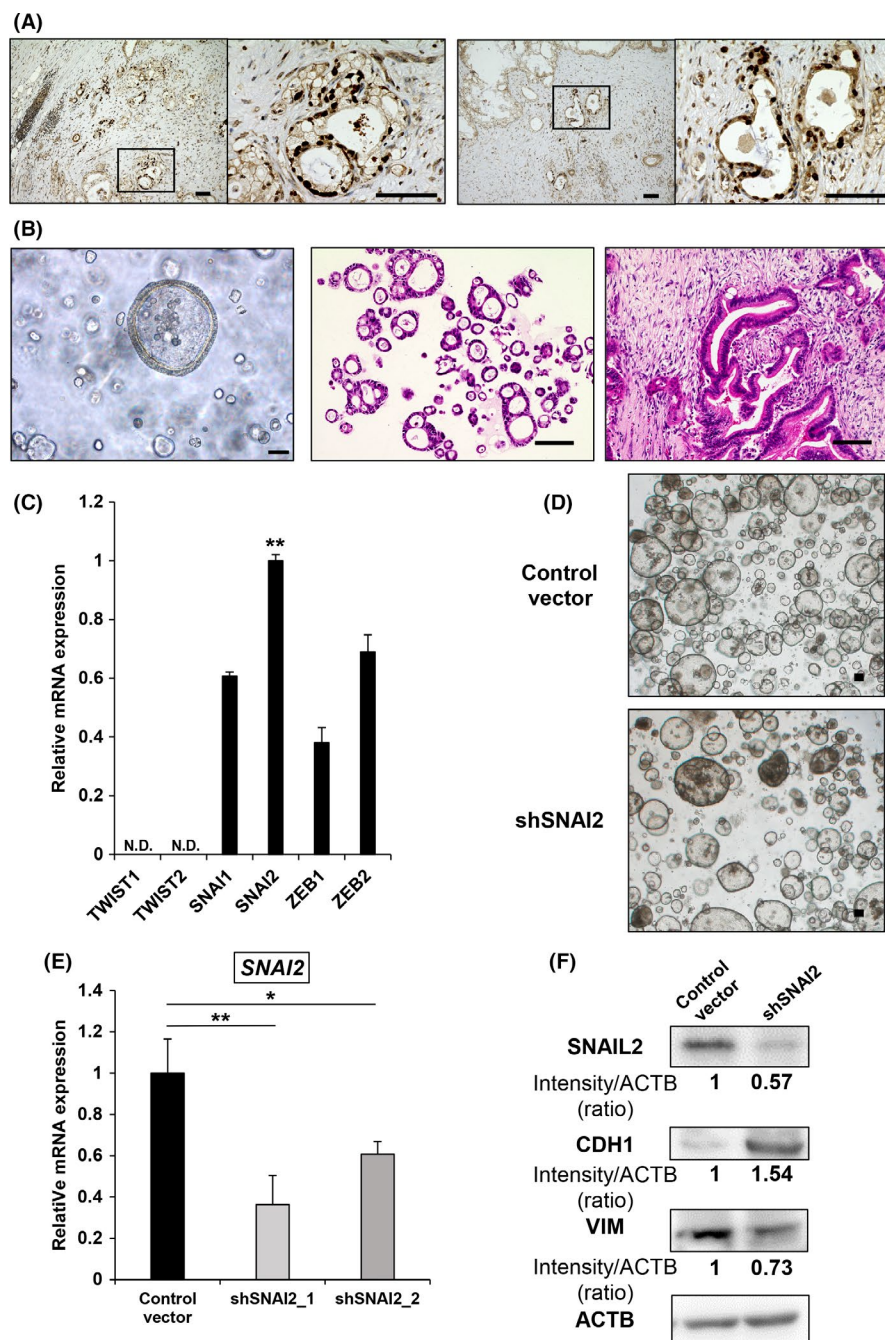 (A)
(B)
(C)
Relative mRNA expression
1.2
1
0.8
0.6
0.4
0.2
0
**
N.D.
N.D.
TWIST1
TWIST2
SNAI1
SNAI2
ZEB1
ZEB2
(D)
Control
vector
shSNAI2
(E)
SNAI2
RelatiVe mRNA expression
1.4
1.2
1
0.8
0.6
0.4
0.2
0
*
**
Control
vector
shSNAI2_1
shSNAI2_2
(F)
Control
vector
shSNAI2
SNAIL2
Intensity/ACTB 1 0.57
(ratio)
CDH1
Intensity/ACTB 1 1.54
(ratio)
VIM
Intensity/ACTB 1 0.73
(ratio)
ACTB